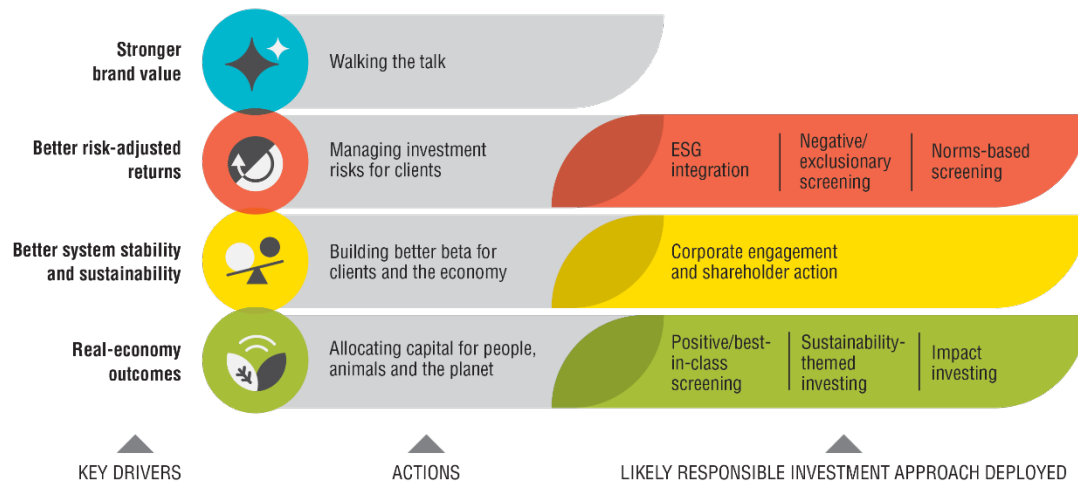 Stronger
brand value
Walking the talk
Better risk-adjusted
returns
Managing investment
risks for clients
ESG
integration
Negative/
exclusionary
screening
Norms-based
screening
Better system stability
and sustainability
Building better beta for
clients and the economy
Corporate engagement
and shareholder action
Real-economy
outcomes
Allocating capital for people,
animals and the planet
Positive/best-
in-class
screening
Sustainability-
themed
investing
Impact
investing
KEY DRIVERS
ACTIONS
LIKELY RESPONSIBLE INVESTMENT APPROACH DEPLOYED